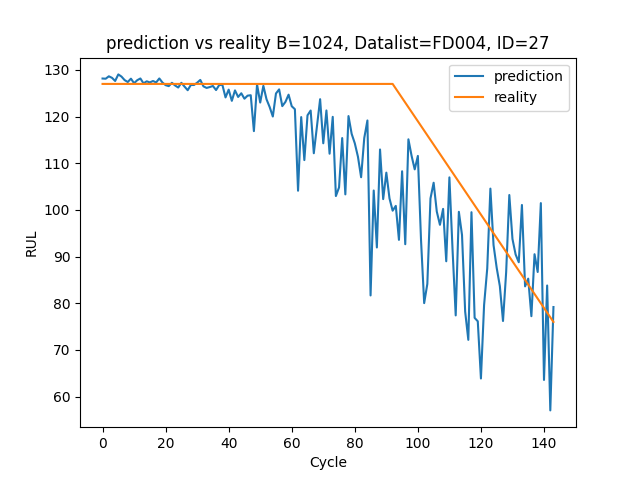 prediction vs reality B=1024, Datalist=FD004, ID=27
prediction
reality
RUL
130
120
110
100
90
80
70
60
0 20 40 60 80 100 120 140
Cycle